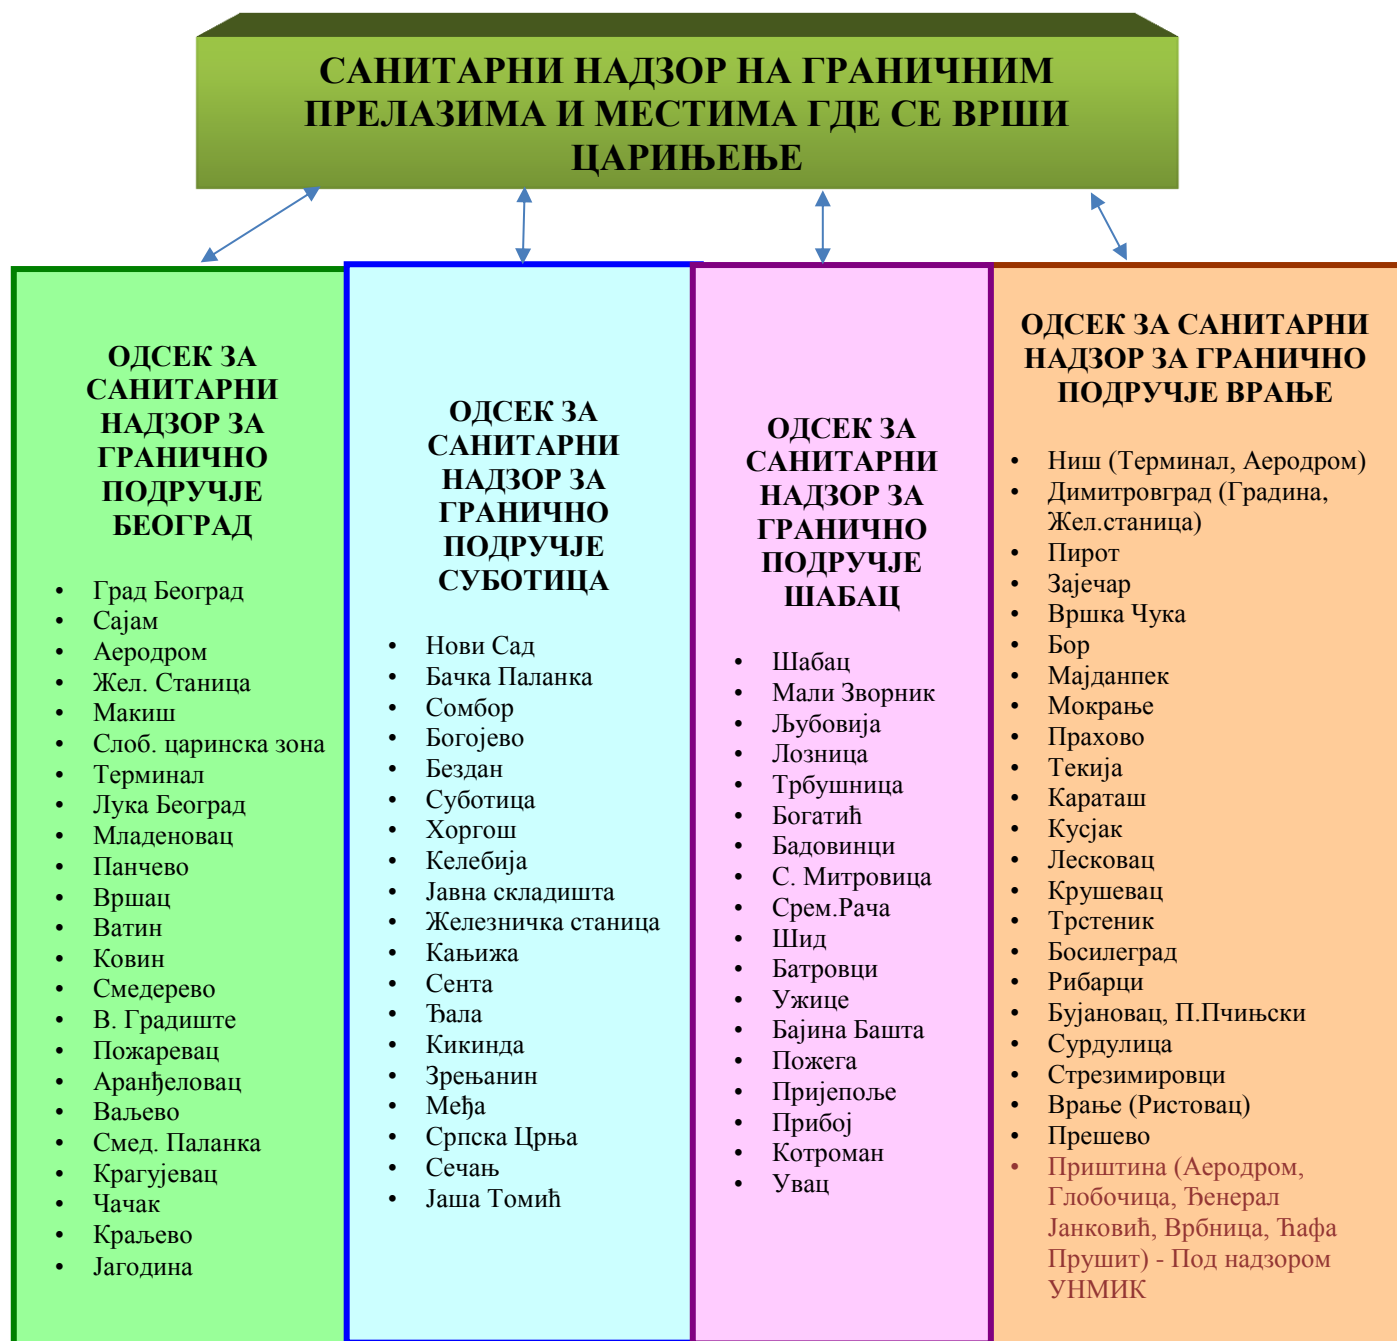 САНИТАРНИ НАДЗОР НА ГРАНИЧНИМ
ПРЕЛАЗИМА И МЕСТИМА ГДЕ СЕ ВРШИ
ЦАРИЊЕЊЕ
ОДСЕК ЗА
САНИТАРНИ
НАДЗОР ЗА
ГРАНИЧНО
ПОДРУЧЈЕ
БЕОГРАД
• Град Београд
• Сајам
• Аеродром
• Жел. Станица
• Макиш
• Слоб. царинска зона
• Терминал
• Лука Београд
• Младеновац
• Панчево
• Вршац
• Ватин
• Ковин
• Смедерево
• В. Градиште
• Пожаревац
• Аранђеловац
• Ваљево
• Смед. Паланка
• Крагујевац
• Чачак
• Краљево
• Јагодина
ОДСЕК ЗА
САНИТАРНИ
НАДЗОР ЗА
ГРАНИЧНО
ПОДРУЧЈЕ
СУБОТИЦА
• Нови Сад
• Бачка Паланка
• Сомбор
• Богојево
• Бездан
• Суботица
• Хоргош
• Келебија
• Јавна складишта
• Железничка станица
• Кањижа
• Сента
• Ђала
• Кикинда
• Зрењанин
• Међа
• Српска Црња
• Сечањ
• Јаша Томић
ОДСЕК ЗА
САНИТАРНИ
НАДЗОР ЗА
ГРАНИЧНО
ПОДРУЧЈЕ
ШАБАЦ
• Шабац
• Мали Зворник
• Љубовија
• Лозница
• Трбушница
• Богатић
• Бадовинци
• С. Митровица
• Срем.Рача
• Шид
• Батровци
• Ужице
• Бајина Башта
• Пожега
• Пријепоље
• Прибој
• Котроман
• Увац
ОДСЕК ЗА САНИТАРНИ
НАДЗОР ЗА ГРАНИЧНО
ПОДРУЧЈЕ ВРАЊЕ
• Ниш (Терминал, Аеродром)
• Димитровград (Градина,
Жел.станица)
• Пирот
• Зајечар
• Вршка Чука
• Бор
• Мајданпек
• Мокрање
• Прахово
• Текија
• Караташ
• Кусјак
• Лесковац
• Крушевац
• Трстеник
• Босилеград
• Рибарци
• Бујановац, П.Пчињски
• Сурдулица
• Стрезимировци
• Врање (Ристовац)
• Прешево
• Приштина (Аеродром,
Глобочица, Ђенерал
Јанковић, Врбница, Ћафа
Прушит) - Под надзором
УНМИК